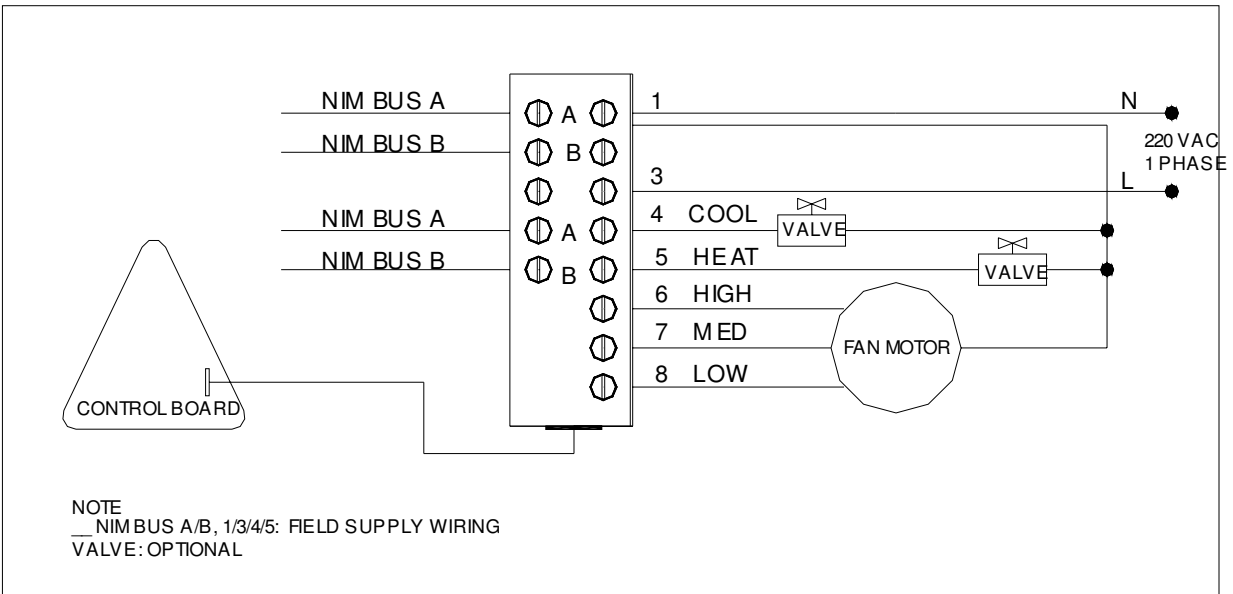 NIM BUS A
A
1
N
NIM BUS B
B
220 VAC
1 PHASE
3
L
NIM BUS A
A
4 COOL
VALVE
NIM BUS B
B
5 HEAT
VALVE
6 HIGH
7 MED
FAN MOTOR
8 LOW
CONTROL BOARD
NOTE
__ NIM BUS A/B, 1/3/4/5: FIELD SUPPLY WIRING
VALVE: OPTIONAL